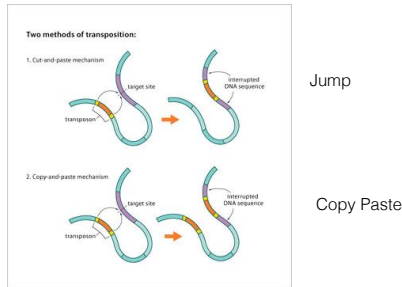 Two methods of transposition:
1. Cut-and-paste mechanism
target site
transposon
interrupted
DNA sequence
Jump
2. Copy-and-paste mechanism
target site
transposon
interrupted
DNA sequence
Copy Paste